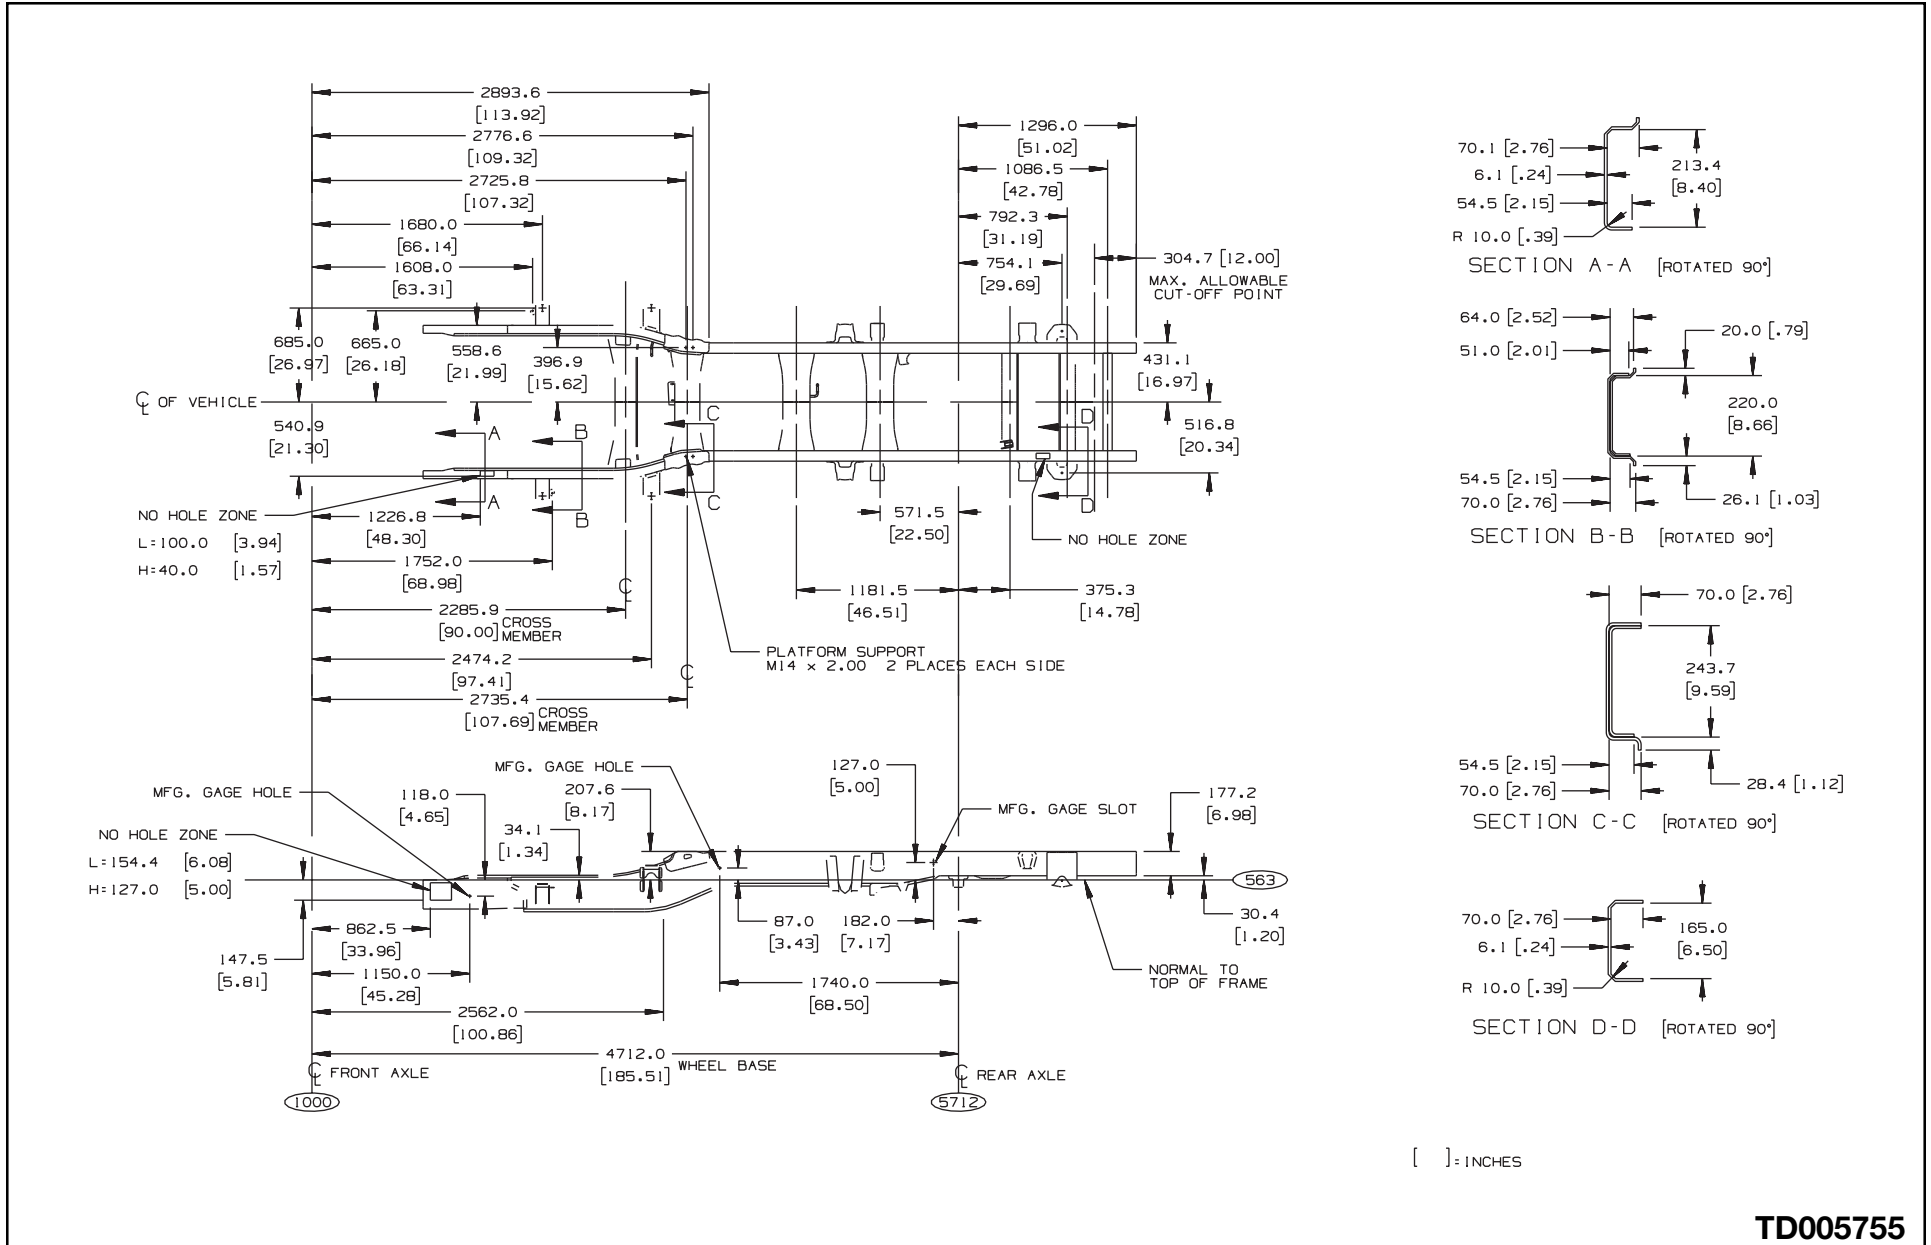 2893.6
[113.92]
2776.6
[109.32]
2725.8
[107.32]
1680.0
[66.14]
1608.0
[63.31]
685.0
[26.97]
665.0
[26.18]
558.6
[21.99]
396.9
[15.62]
℄ OF VEHICLE
540.9
[21.30]
A
B
C
D
A
B
C
D
NO HOLE ZONE
L=100.0 [3.94]
H=40.0 [1.57]
1226.8
[48.30]
1752.0
[68.98]
℄
2285.9
[90.00] CROSS MEMBER
2474.2
[97.41]
℄
2735.4
[107.69] CROSS MEMBER
1296.0
[51.02]
1086.5
[42.78]
792.3
[31.19]
754.1
[29.69]
304.7 [12.00]
MAX. ALLOWABLE
CUT-OFF POINT
431.1
[16.97]
516.8
[20.34]
571.5
[22.50]
NO HOLE ZONE
1181.5
[46.51]
375.3
[14.78]
PLATFORM SUPPORT
M14 x 2.00 2 PLACES EACH SIDE
MFG. GAGE HOLE
MFG. GAGE HOLE
207.6
[8.17]
118.0
[4.65]
34.1
[1.34]
127.0
[5.00]
MFG. GAGE SLOT
177.2
[6.98]
NO HOLE ZONE
L=154.4 [6.08]
H=127.0 [5.00]
563
862.5
[33.96]
147.5
[5.81]
1150.0
[45.28]
2562.0
[100.86]
87.0
[3.43]
182.0
[7.17]
30.4
[1.20]
1740.0
[68.50]
NORMAL TO
TOP OF FRAME
4712.0
[185.51] WHEEL BASE
℄ FRONT AXLE
℄ REAR AXLE
1000
5712
70.1 [2.76]
6.1 [.24]
54.5 [2.15]
R 10.0 [.39]
213.4
[8.40]
SECTION A-A [ROTATED 90°]
64.0 [2.52]
20.0 [.79]
51.0 [2.01]
220.0
[8.66]
54.5 [2.15]
70.0 [2.76]
26.1 [1.03]
SECTION B-B [ROTATED 90°]
70.0 [2.76]
243.7
[9.59]
54.5 [2.15]
70.0 [2.76]
28.4 [1.12]
SECTION C-C [ROTATED 90°]
70.0 [2.76]
6.1 [.24]
R 10.0 [.39]
165.0
[6.50]
SECTION D-D [ROTATED 90°]
[ ]=INCHES
TD005755